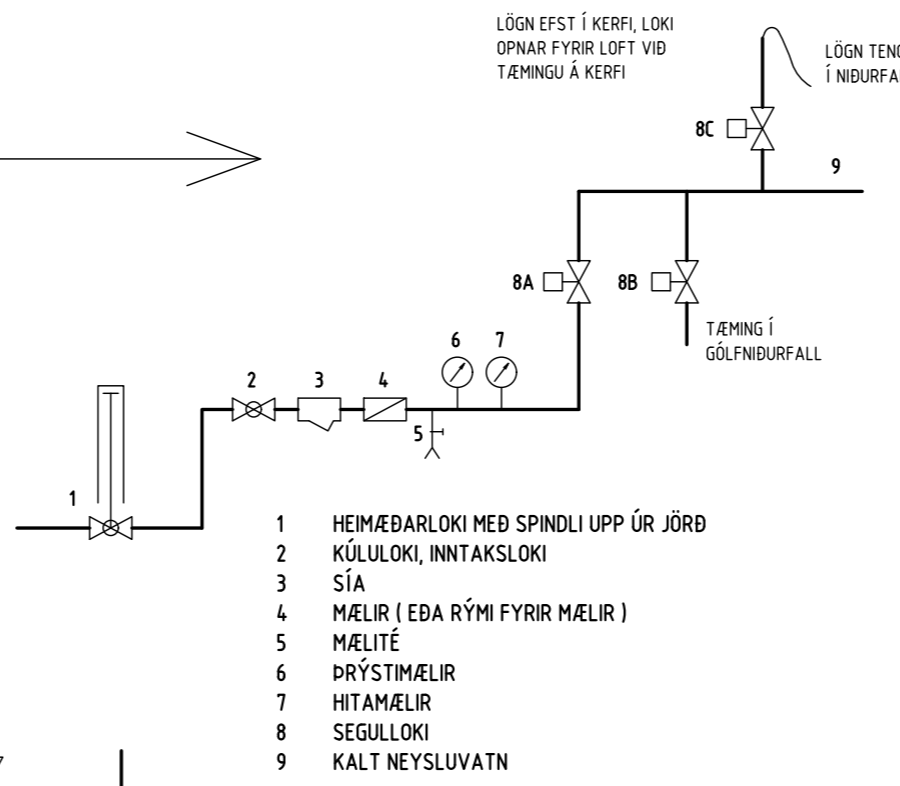 LÖGN EFST Í KERFI, LOKI
OPNAR FYRIR LOFT VIÐ
TÆMINGU Á KERFI
LÖGN
Í
8C
9
8A
8B
TÆMING Í
GÓLFNIÐURFALL
6
7
2
3
4
5
1
1 HEIMÆÐARLOKI MEÐ SPINDLI UPP ÚR JÖRÐ
2 KÚLULOKI, INNTAKSLOKI
3 SÍA
4 MÆLIR ( EÐA RÝMI FYRIR MÆLIR )
5 MÆLITÉ
6 ÞRÝSTIMÆLIR
7 HITAMÆLIR
8 SEGULLOKI
9 KALT NEYSLUVATN